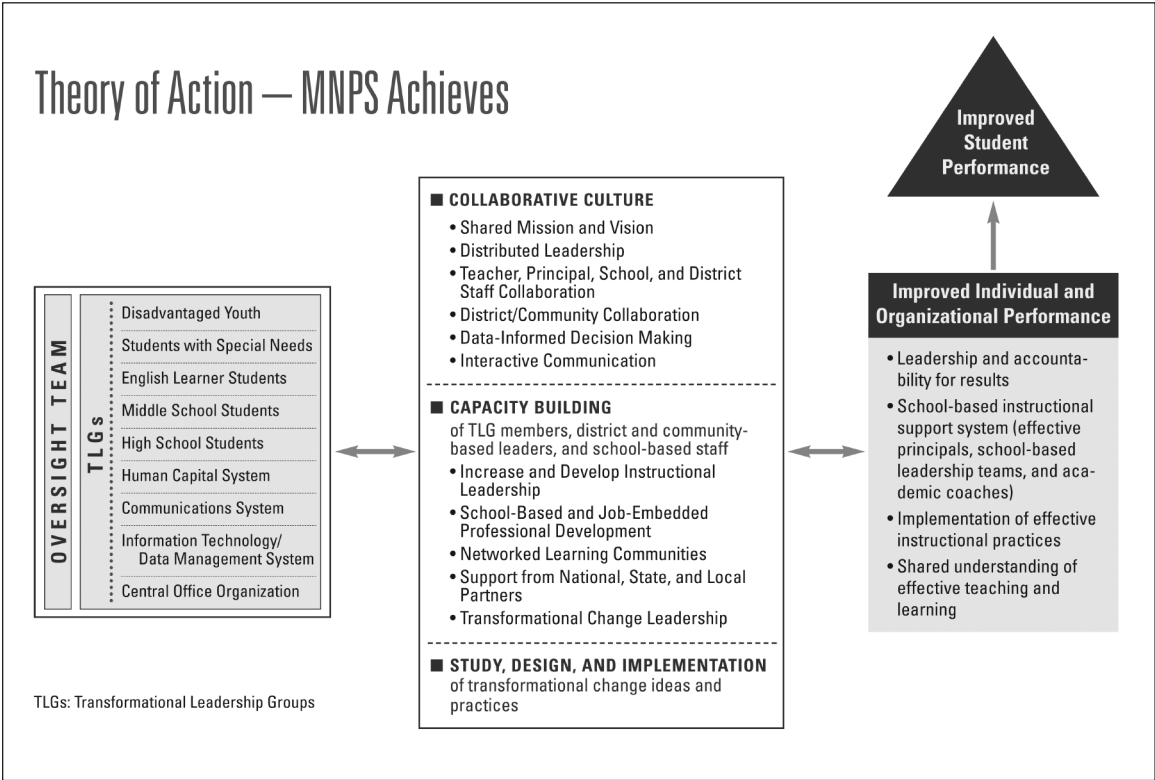 Theory of Action — MNPS Achieves
OVERSIGHT TEAM
TLGs
Disadvantaged Youth
Students with Special Needs
English Learner Students
Middle School Students
High School Students
Human Capital System
Communications System
Information Technology/
Data Management System
Central Office Organization
TLGs: Transformational Leadership Groups
■ COLLABORATIVE CULTURE
• Shared Mission and Vision
• Distributed Leadership
• Teacher, Principal, School, and District
Staff Collaboration
• District/Community Collaboration
• Data-Informed Decision Making
• Interactive Communication
■ CAPACITY BUILDING
of TLG members, district and community-
based leaders, and school-based staff
• Increase and Develop Instructional
Leadership
• School-Based and Job-Embedded
Professional Development
• Networked Learning Communities
• Support from National, State, and Local
Partners
• Transformational Change Leadership
■ STUDY, DESIGN, AND IMPLEMENTATION
of transformational change ideas and
practices
Improved
Student
Performance
Improved Individual and
Organizational Performance
• Leadership and accounta-
bility for results
• School-based instructional
support system (effective
principals, school-based
leadership teams, and aca-
demic coaches)
• Implementation of effective
instructional practices
• Shared understanding of
effective teaching and
learning